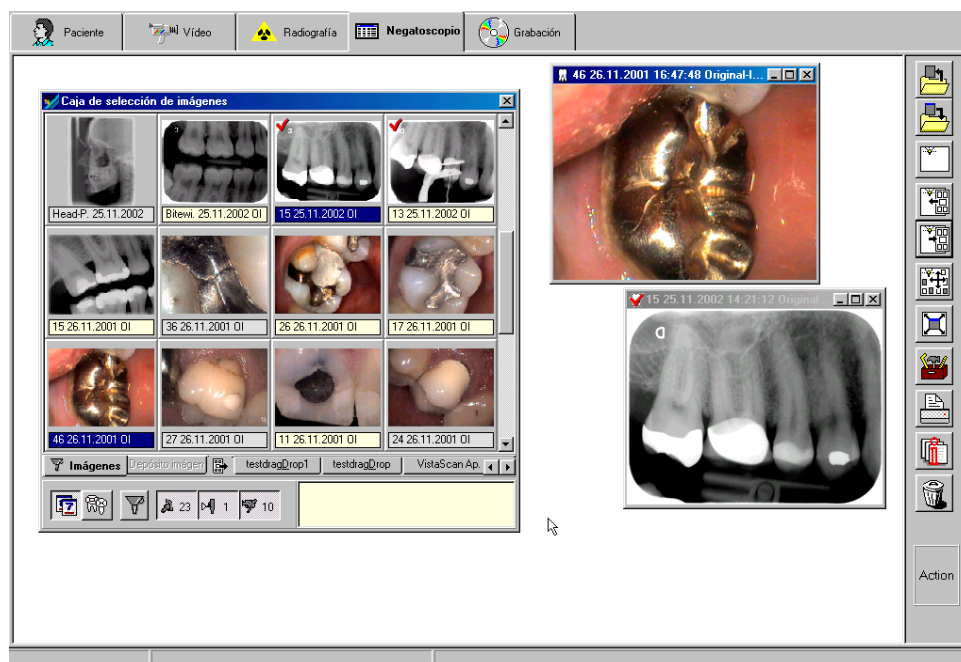 Paciente
Vídeo
Radiografía
Negatoscopio
Grabación
46 26.11.2001 16:47:48 Original-I...
Caja de selección de imágenes
Head-P. 25.11.2002
Bitewi. 25.11.2002 OI
15 25.11.2002 OI
13 25.11.2002 OI
15 26.11.2001 OI
36 26.11.2001 OI
26 26.11.2001 OI
17 26.11.2001 OI
46 26.11.2001 OI
27 26.11.2001 OI
11 26.11.2001 OI
24 26.11.2001 OI
Imágenes
Depósito imágen
testdragDrop1
testdragDrop
VistaScan Ap.
7
23
1
10
15 25.11.2002 14:21:12 Original...
D
Action